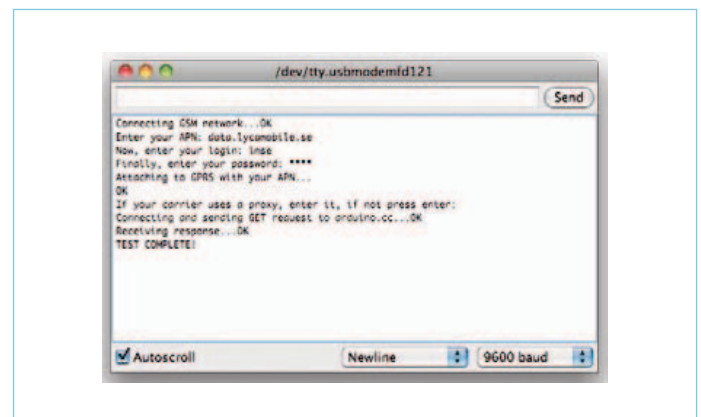 /dev/tty.usbmodemfd121
Send
Connecting GSM network...OK
Enter your APN: data.lycamobile.se
Now, enter your login: lmse
Finally, enter your password: ****
Attaching to GPRS with your APN...
OK
If your carrier uses a proxy, enter it, if not press enter:
Connecting and sending GET request to arduino.cc...OK
Receiving response...OK
TEST COMPLETE!
Autoscroll
Newline
9600 baud